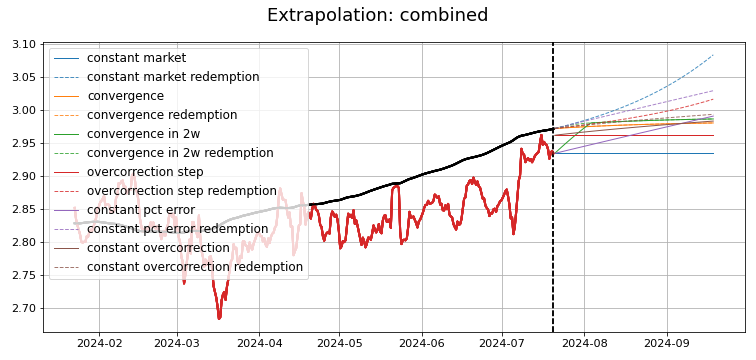 Extrapolation: combined
3.10
3.05
3.00
2.95
2.90
2.85
2.80
2.75
2.70
constant market
constant market redemption
convergence
convergence redemption
convergence in 2w
convergence in 2w redemption
overcorrection step
overcorrection step redemption
constant pct error
constant pct error redemption
constant overcorrection
constant overcorrection redemption
2024-02 2024-03 2024-04 2024-05 2024-06 2024-07 2024-08 2024-09